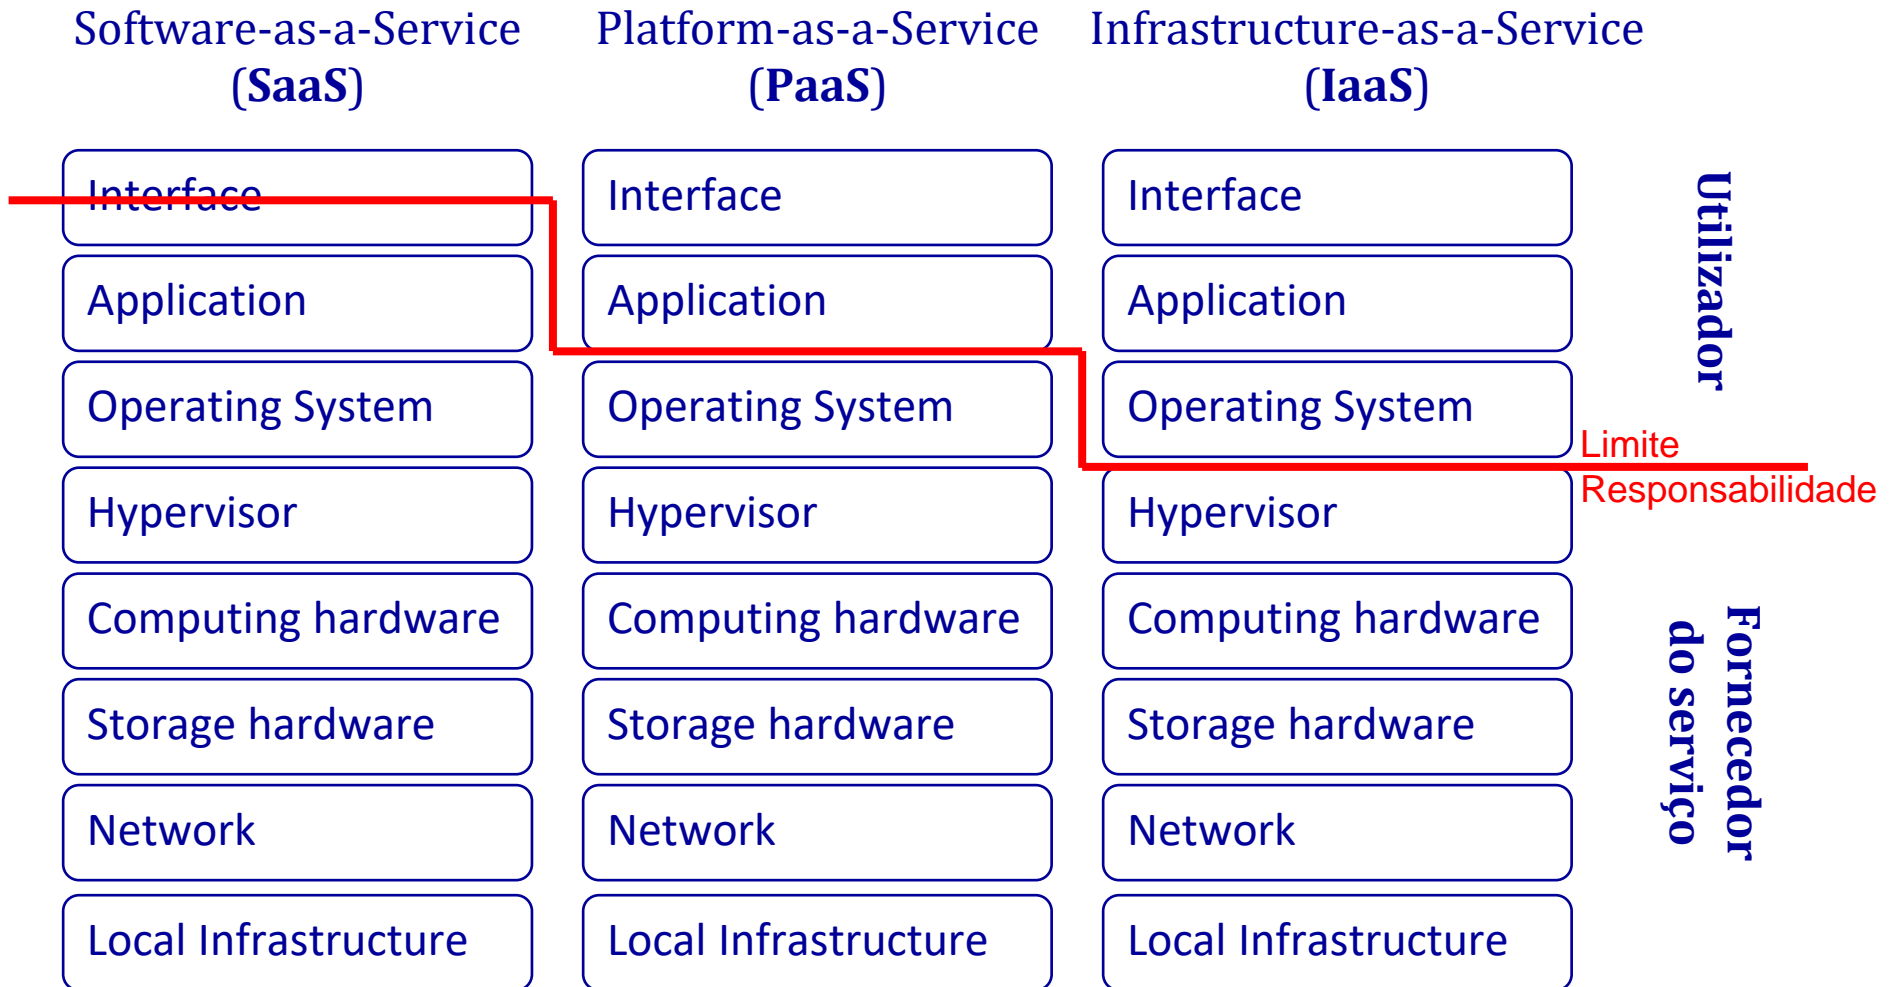 Software-as-a-Service
(SaaS)
Platform-as-a-Service
(PaaS)
Infrastructure-as-a-Service
(IaaS)
Interface
Application
Operating System
Hypervisor
Computing hardware
Storage hardware
Network
Local Infrastructure
Interface
Application
Operating System
Hypervisor
Computing hardware
Storage hardware
Network
Local Infrastructure
Interface
Application
Operating System
Hypervisor
Computing hardware
Storage hardware
Network
Local Infrastructure
Utilizador
Limite
Responsabilidade
Fornecedor
do serviço